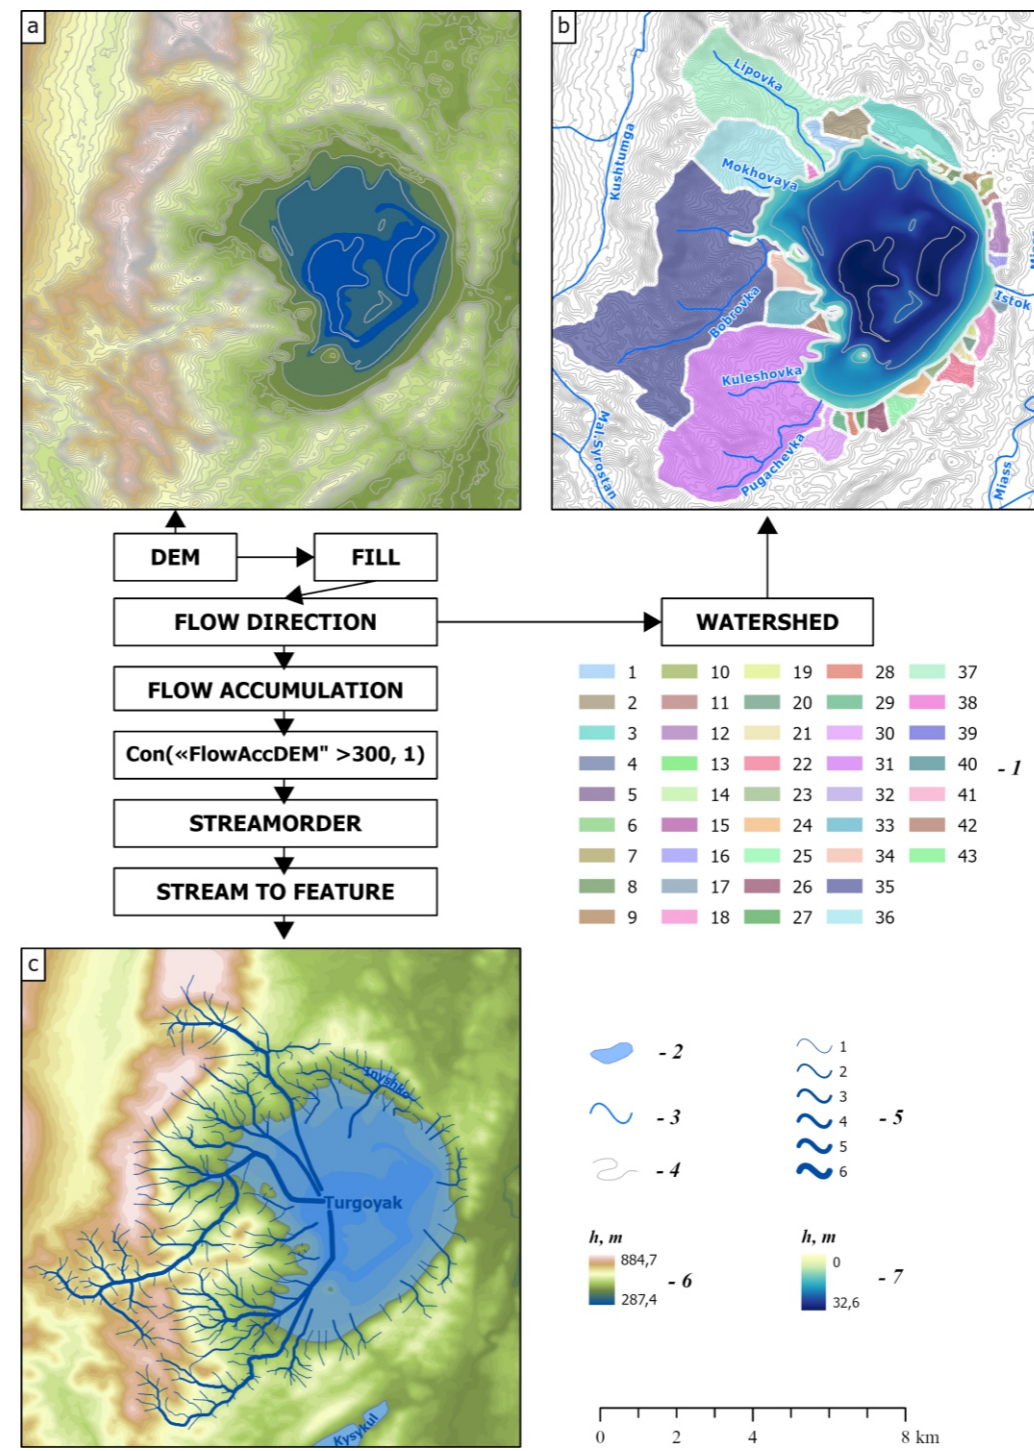 a
b
Lipovka
Kushtumga
Mokhovaya
Bobrovka
Istok
Kuleshovka
Mal.Syrostan
Pugachevka
Miass
DEM
FILL
FLOW DIRECTION
WATERSHED
FLOW ACCUMULATION
Con(«FlowAccDEM" >300, 1)
STREAMORDER
STREAM TO FEATURE
1 10 19 28 37
2 11 20 29 38
3 12 21 30 39
4 13 22 31 40
5 14 23 32 41
6 15 24 33 42
7 16 25 34 43
8 17 26 35
9 18 27 36
- 1
c
Inyshko
Turgoyak
Kysykul
- 2
- 3
- 4
1
2
3
4
5
6
- 5
h, m
884,7
287,4
- 6
h, m
0
32,6
- 7
0 2 4 8 km